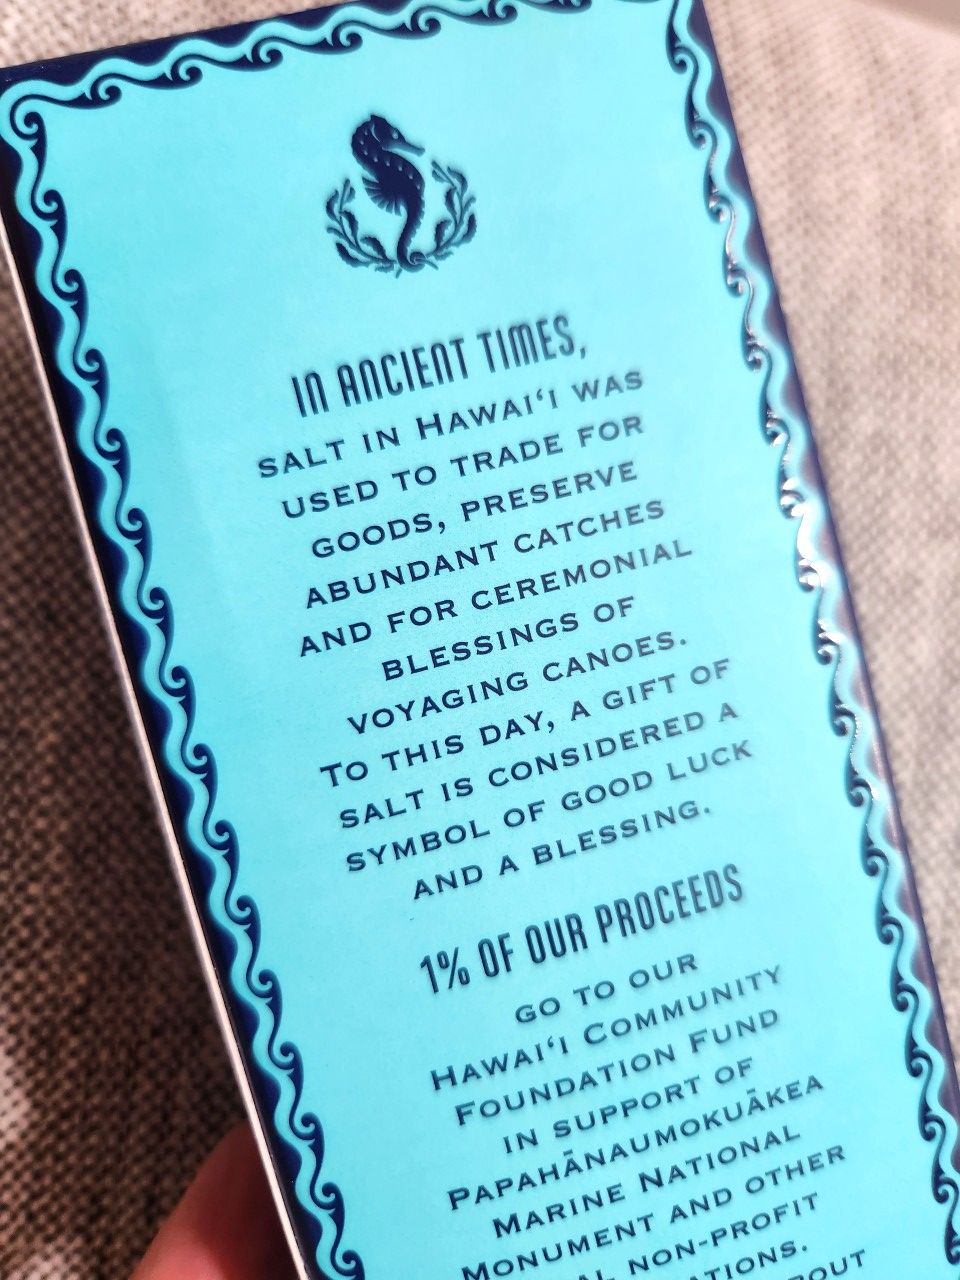 IN ANCIENT TIMES,
SALT IN HAWAIʻI WAS
USED TO TRADE FOR
GOODS, PRESERVE
ABUNDANT CATCHES
AND FOR CEREMONIAL
BLESSINGS OF
VOYAGING CANOES.
TO THIS DAY, A GIFT OF
SALT IS CONSIDERED A
SYMBOL OF GOOD LUCK
AND A BLESSING.
1% OF OUR PROCEEDS
GO TO OUR
HAWAIʻI COMMUNITY
FOUNDATION FUND
IN SUPPORT OF
PAPAHĀNAUMOKUĀKEA
MARINE NATIONAL
MONUMENT AND OTHER
NON-PROFIT